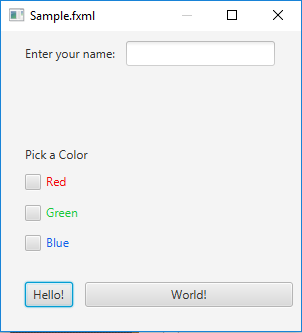 Sample.fxml
Enter your name:
Pick a Color
Red
Green
Blue
Hello! World!